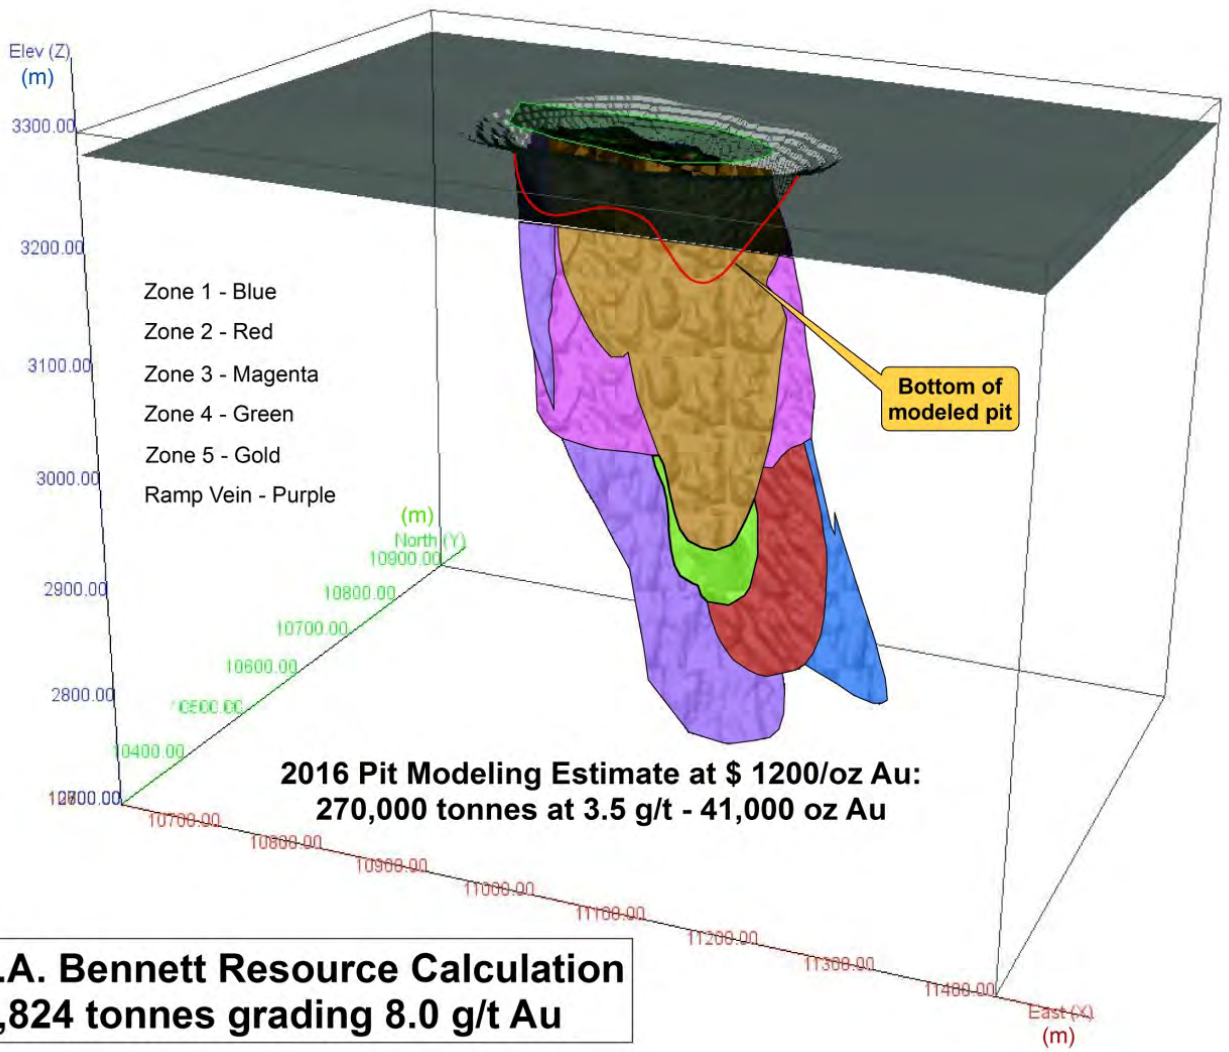 Elev (Z)
(m)
3300.00
3200.00
3100.00
3000.00
2900.00
2800.00
Zone 1 - Blue
Zone 2 - Red
Zone 3 - Magenta
Zone 4 - Green
Zone 5 - Gold
Ramp Vein - Purple
Bottom of
modeled pit
(m)
North (Y)
10900.00
10800.00
10700.00
10600.00
10500.00
10400.00
2016 Pit Modeling Estimate at $ 1200/oz Au:
270,000 tonnes at 3.5 g/t - 41,000 oz Au
10700.00
10800.00
10900.00
11000.00
11100.00
11200.00
11300.00
11400.00
East (X)
(m)
.A. Bennett Resource Calculation
,824 tonnes grading 8.0 g/t Au